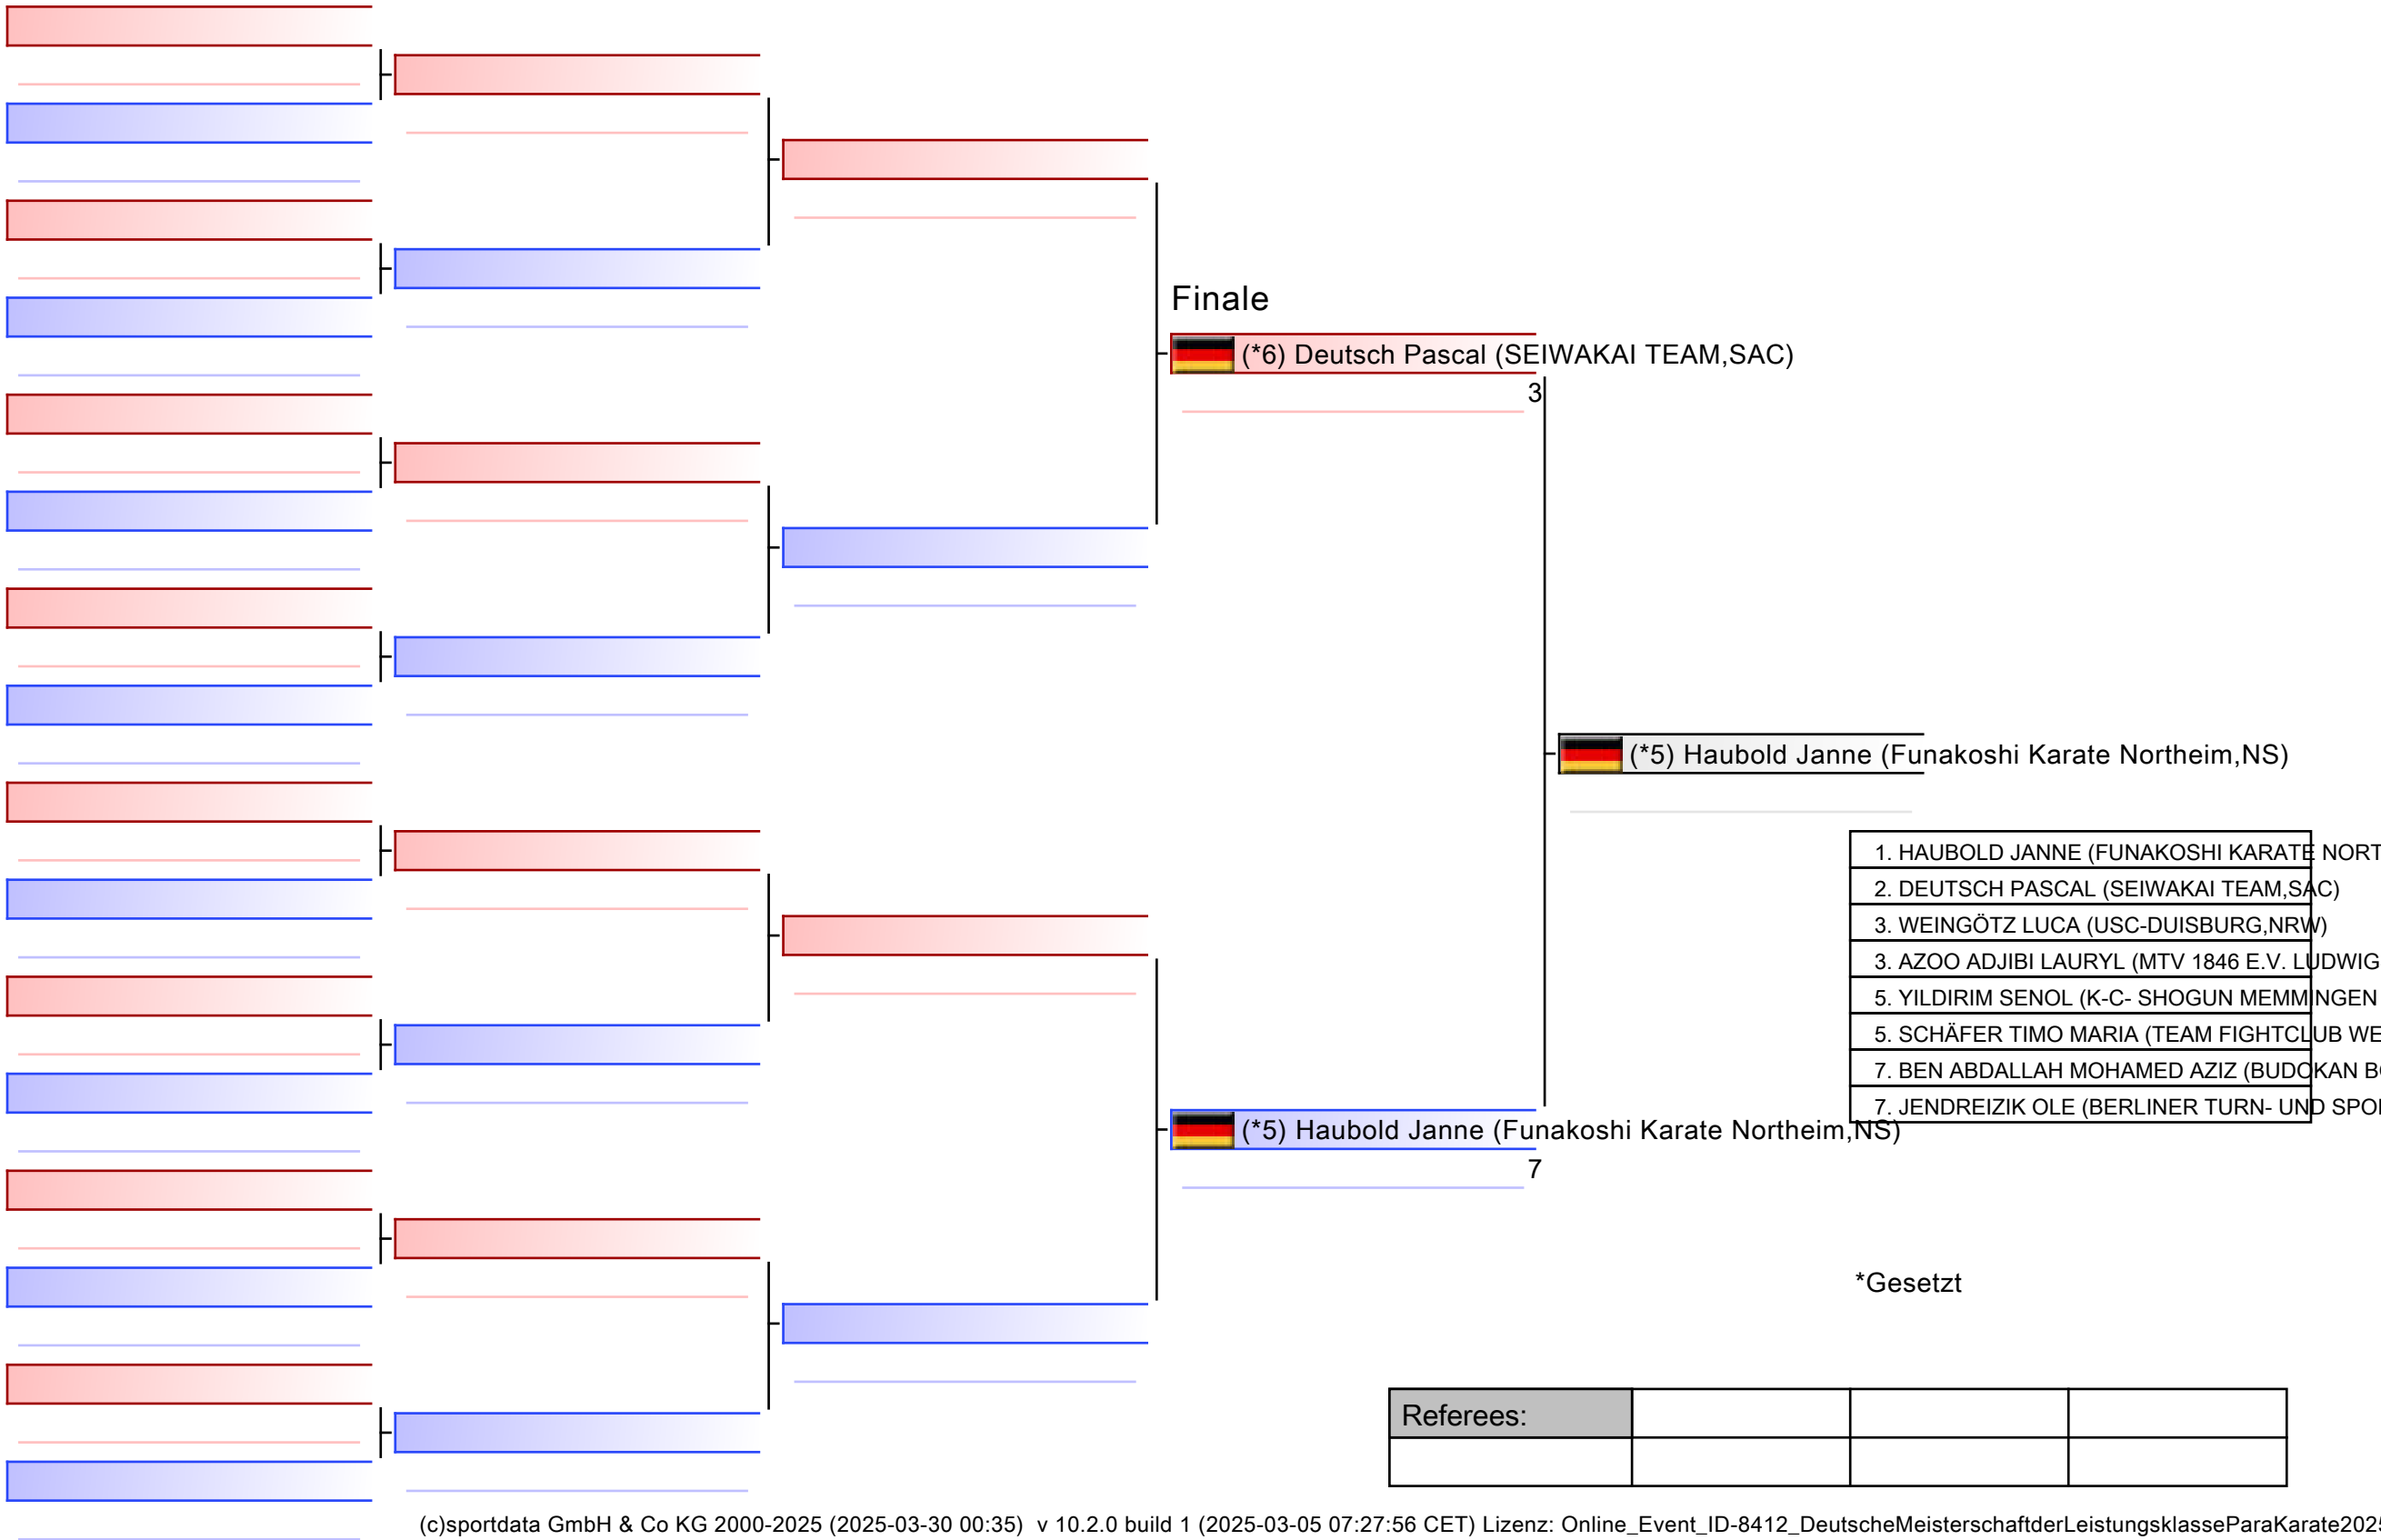 Finale
(*6) Deutsch Pascal (SEIWAKAI TEAM,SAC)
3
(*5) Haubold Janne (Funakoshi Karate Northeim,NS)
1. HAUBOLD JANNE (FUNAKOSHI KARATE NORT
2. DEUTSCH PASCAL (SEIWAKAI TEAM,SAC)
3. WEINGÖTZ LUCA (USC-DUISBURG,NRW)
3. AZOO ADJIBI LAURYL (MTV 1846 E.V. LUDWIG
5. YILDIRIM SENOL (K-C- SHOGUN MEMMINGEN
5. SCHÄFER TIMO MARIA (TEAM FIGHTCLUB WE
7. BEN ABDALLAH MOHAMED AZIZ (BUDOKAN BO
7. JENDREIZIK OLE (BERLINER TURN- UND SPOR
(*5) Haubold Janne (Funakoshi Karate Northeim,NS)
7
*Gesetzt
Referees:
(c)sportdata GmbH & Co KG 2000-2025 (2025-03-30 00:35) v 10.2.0 build 1 (2025-03-05 07:27:56 CET) Lizenz: Online_Event_ID-8412_DeutscheMeisterschaftderLeistungsklasseParaKarate2025